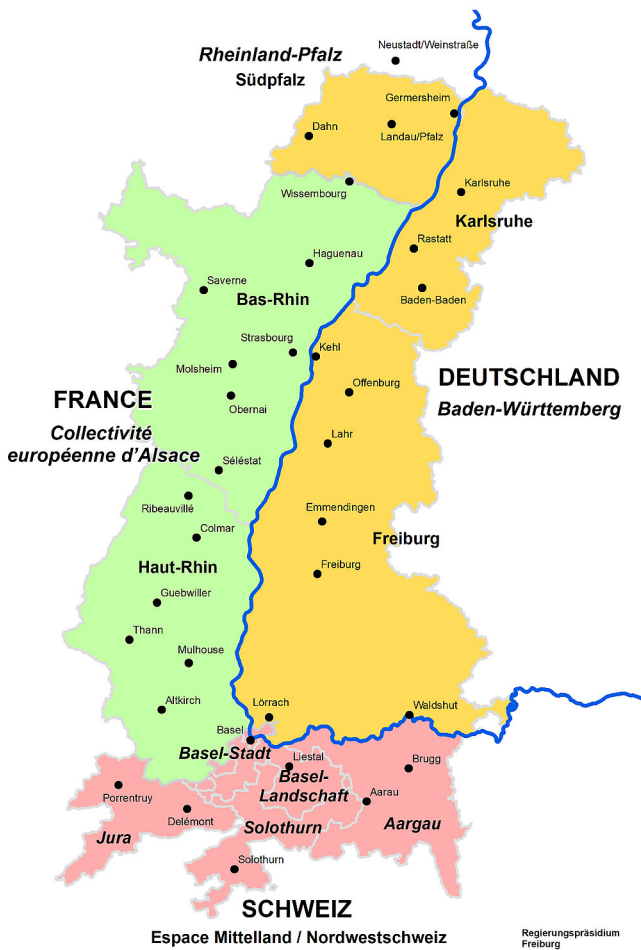 Neustadt/Weinstraße
Rheinland-Pfalz
Südpfalz
Germersheim
Dahn
Landau/Pfalz
Wissembourg
Karlsruhe
Karlsruhe
Rastatt
Haguenau
Saverne
Baden-Baden
Bas-Rhin
Strasbourg
Kehl
Molsheim
DEUTSCHLAND
Offenburg
FRANCE
Obernai
Baden-Württemberg
Collectivité
européenne d'Alsace
Lahr
Séléstat
Ribeauvillé
Emmendingen
Colmar
Freiburg
Haut-Rhin
Freiburg
Guebwiller
Thann
Mulhouse
Altkirch
Lörrach
Waldshut
Basel
Basel-Stadt
Liestal
Brugg
Basel-
Landschaft
Porrentruy
Aarau
Delémont
Solothurn
Aargau
Jura
Solothurn
SCHWEIZ
Espace Mittelland / Nordwestschweiz
Regierungspräsidium
Freiburg